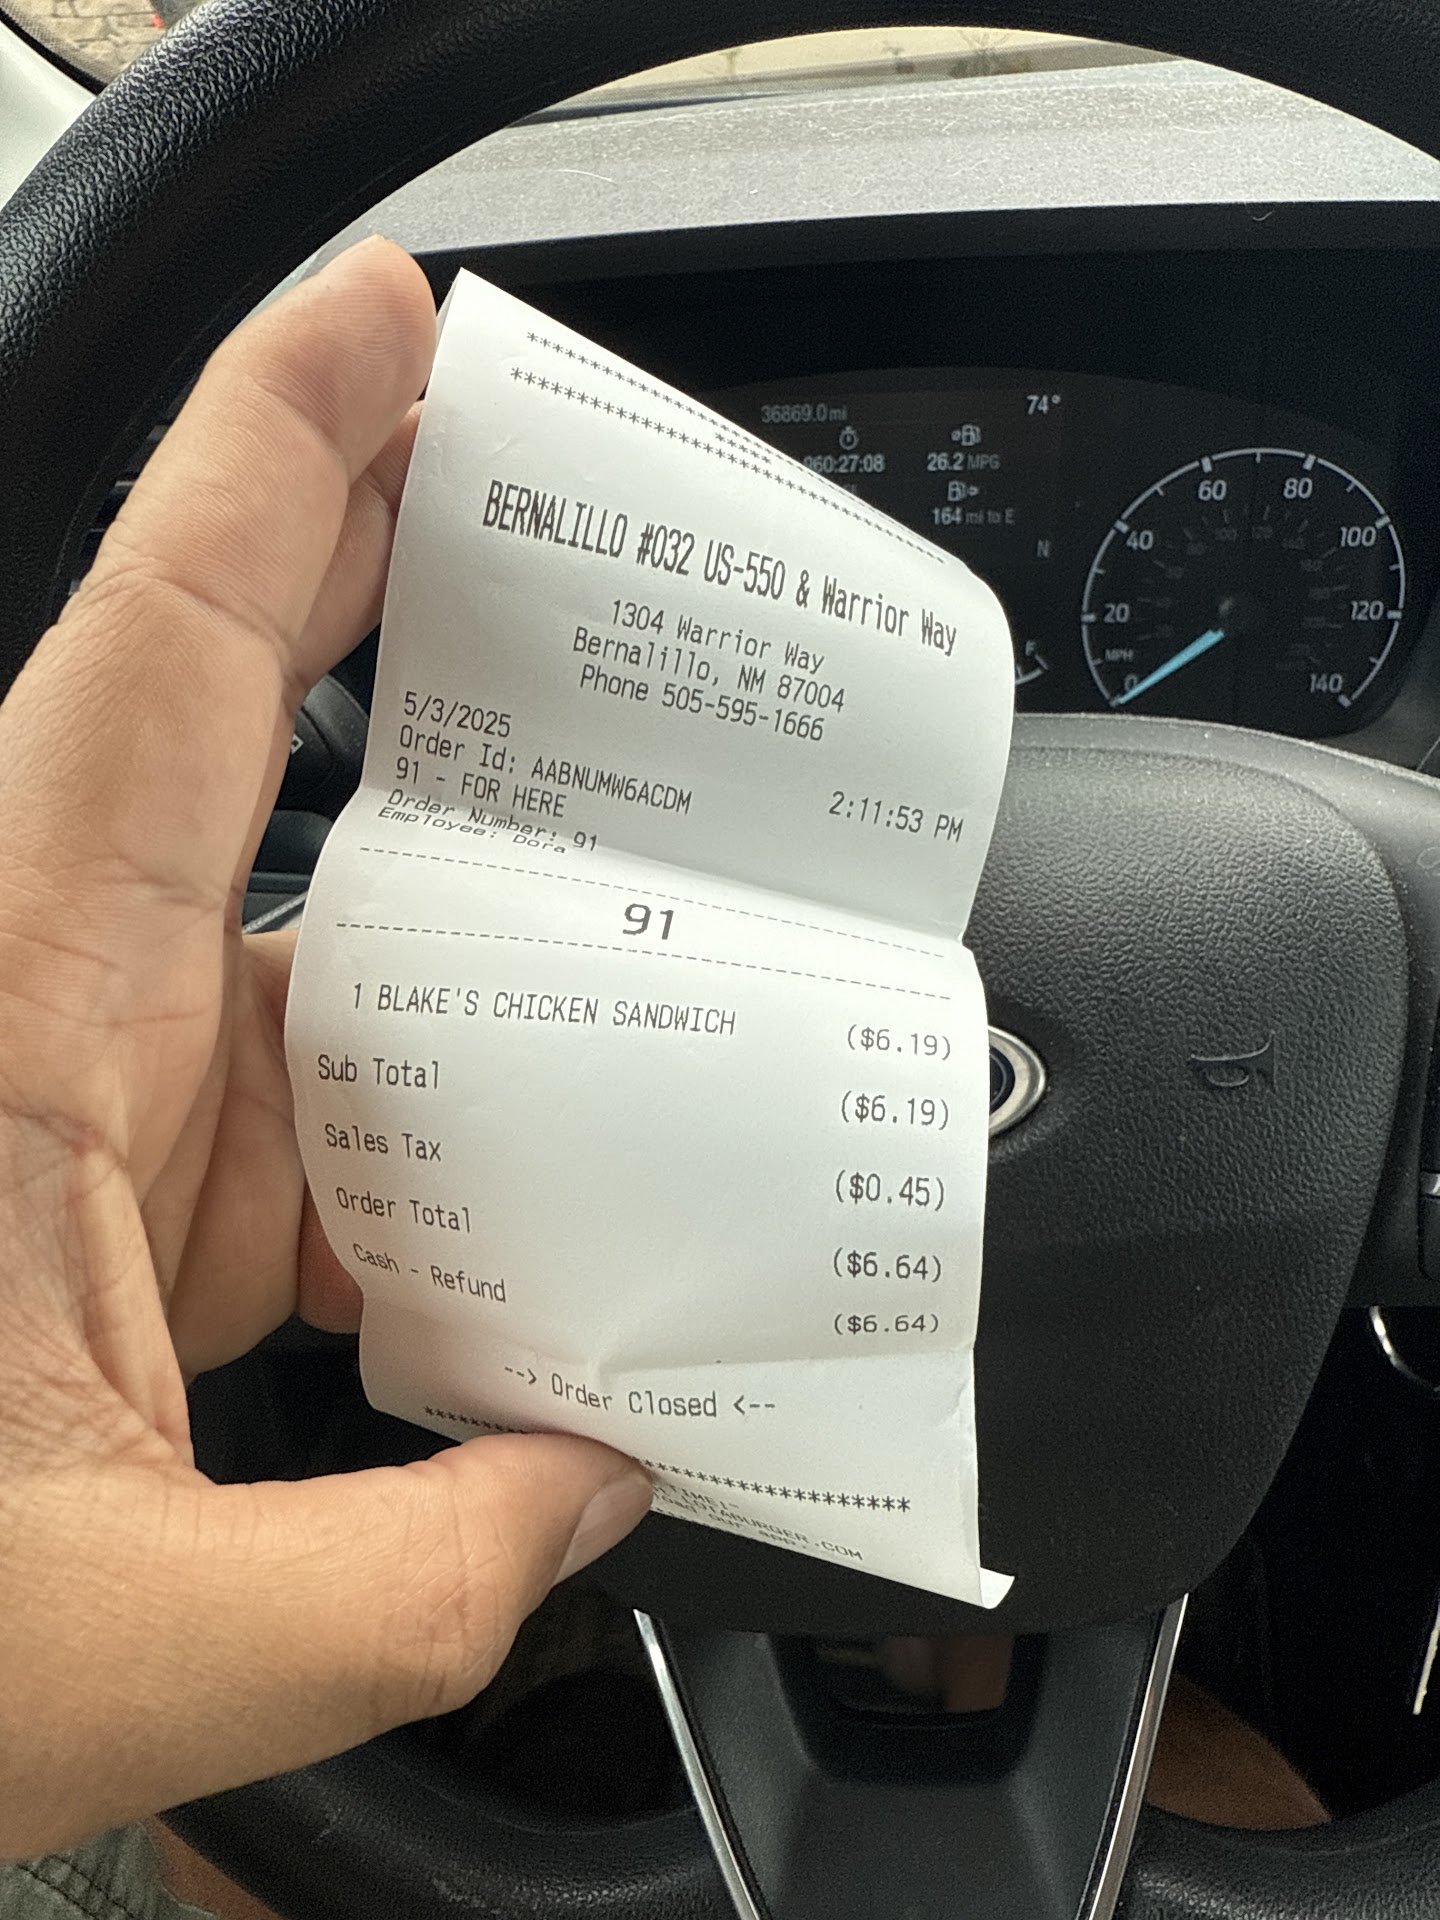 ****************************
*****
****************************************
BERNALILLO #032 US-550 & Warrior Way
1304 Warrior Way
Bernalillo, NM 87004
Phone 505-595-1666
5/3/2025 2:11:53 PM
Order Id: AABNUMW6ACDM
91 - FOR HERE
Order Number: 91
Employee: Dora
----------------------------------------
91
----------------------------------------
1 BLAKE'S CHICKEN SANDWICH ($6.19)
Sub Total ($6.19)
Sales Tax ($0.45)
Order Total ($6.64)
Cash - Refund ($6.64)
--> Order Closed <--
****************************************
LOTABURGER.COM
our app.
36869.0 mi
74°
26.2 MPG
164 mi to E
N
F
MPH
0
20
40
60
80
100
120
140